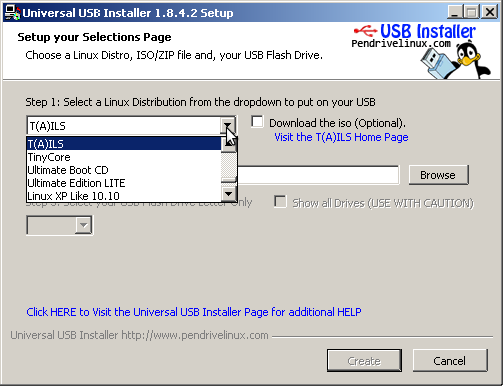 Universal USB Installer 1.8.4.2 Setup
Setup your Selections Page
Choose a Linux Distro, ISO/ZIP file and, your USB Flash Drive.
USB Installer
Pendrivelinux.com
Step 1: Select a Linux Distribution from the dropdown to put on your USB
T(A)ILS
Download the iso (Optional).
Visit the T(A)ILS Home Page
T(A)ILS
TinyCore
Ultimate Boot CD
Ultimate Edition LITE
Linux XP Like 10.10
Browse
Step 3: Select your USB Flash Drive Letter Only
Show all Drives (USE WITH CAUTION)
Click HERE to Visit the Universal USB Installer Page for additional HELP
Universal USB Installer http://www.pendrivelinux.com
Create
Cancel